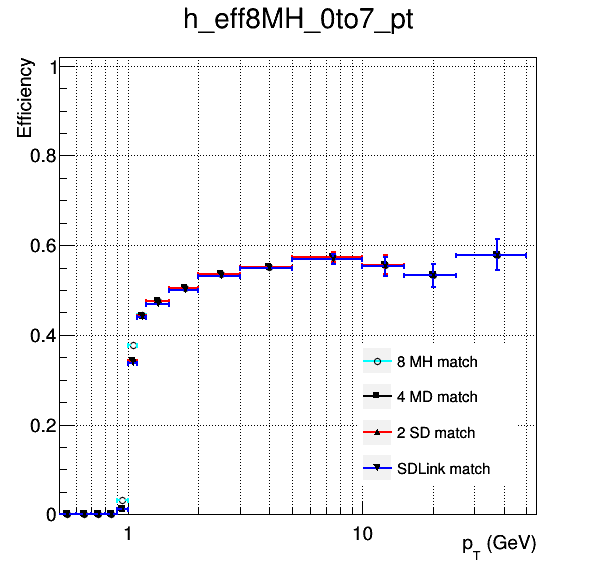 h_eff8MH_0to7_pt
Efficiency
1
0.8
0.6
0.4
0.2
0
8 MH match
4 MD match
2 SD match
SDLink match
1
10
p_T (GeV)